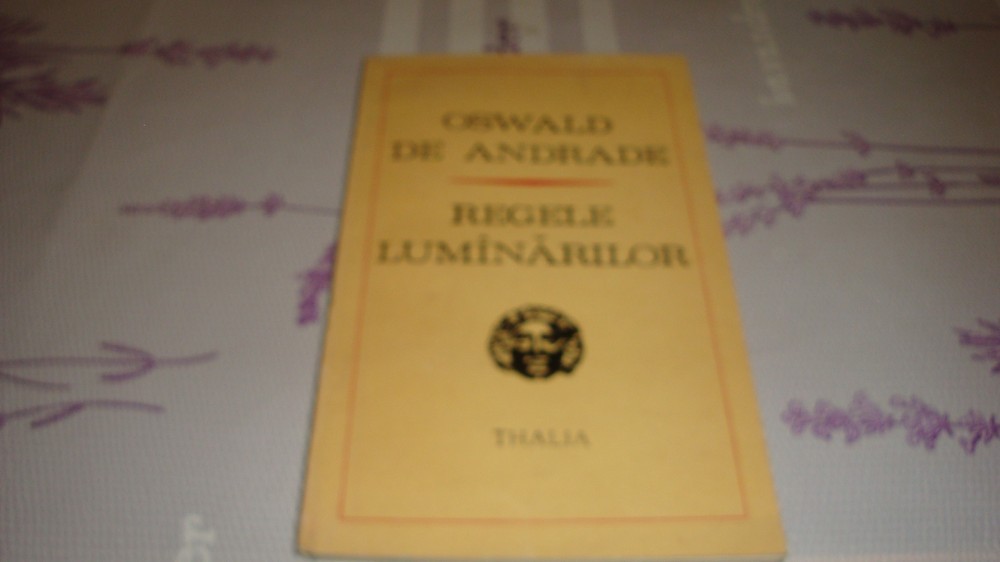 OSWALD
DE ANDRADE
REGELE
LUMÎNĂRILOR
THALIA